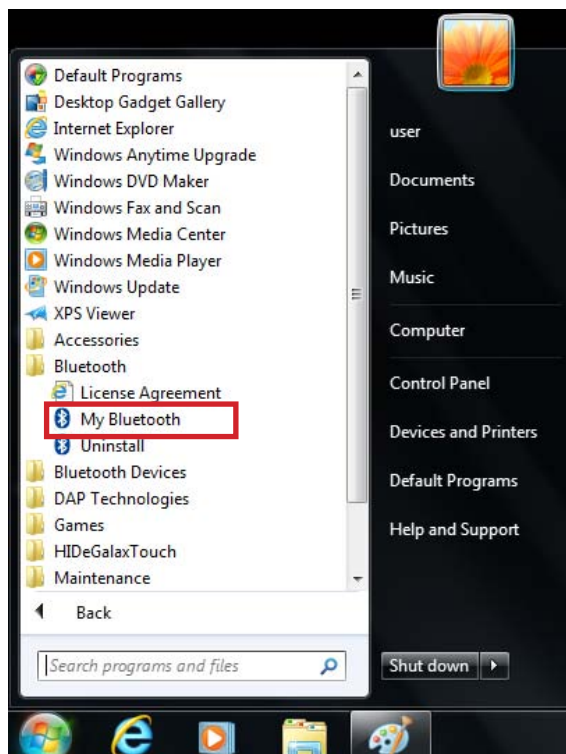 Default Programs
Desktop Gadget Gallery
Internet Explorer
Windows Anytime Upgrade
Windows DVD Maker
Windows Fax and Scan
Windows Media Center
Windows Media Player
Windows Update
XPS Viewer
Accessories
Bluetooth
License Agreement
My Bluetooth
Uninstall
Bluetooth Devices
DAP Technologies
Games
HIDeGalaxTouch
Maintenance
Back
Search programs and files
user
Documents
Pictures
Music
Computer
Control Panel
Devices and Printers
Default Programs
Help and Support
Shut down